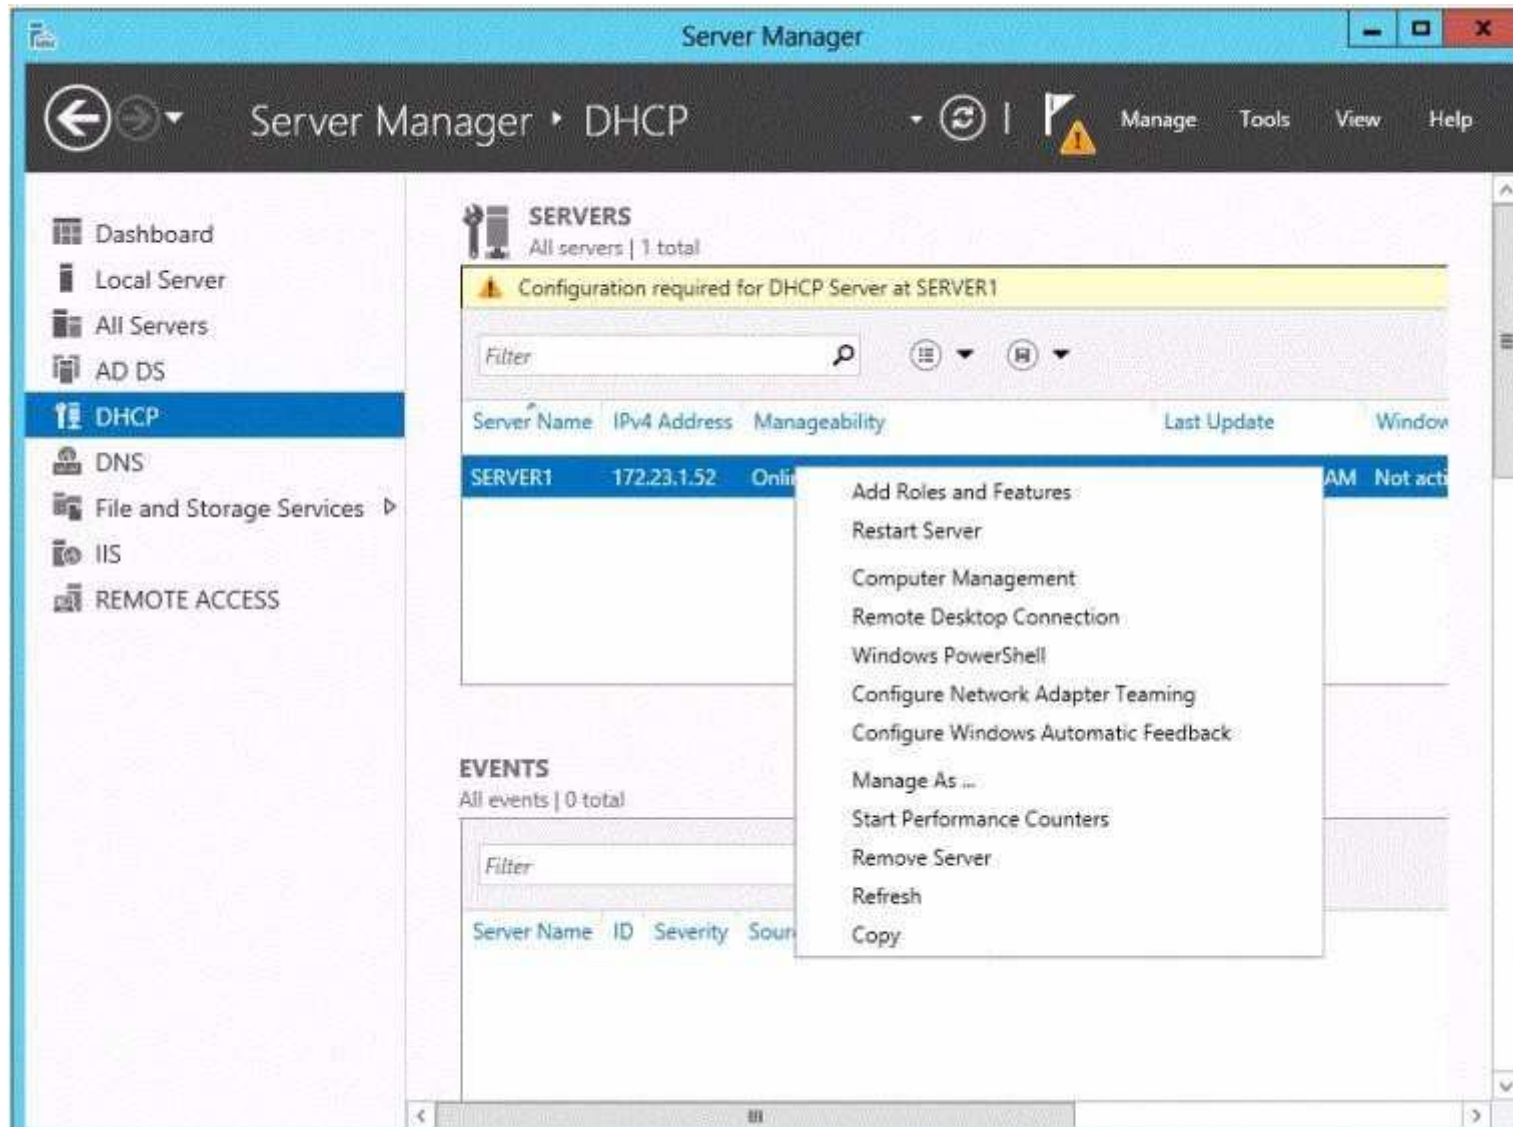 Server Manager
Server Manager ‣ DHCP
Manage Tools View Help
Dashboard
Local Server
All Servers
AD DS
DHCP
DNS
File and Storage Services
IIS
REMOTE ACCESS
SERVERS
All servers | 1 total
Configuration required for DHCP Server at SERVER1
Filter
Server Name IPv4 Address Manageability Last Update Window
SERVER1 172.23.1.52 Onli AM Not acti
Add Roles and Features
Restart Server
Computer Management
Remote Desktop Connection
Windows PowerShell
Configure Network Adapter Teaming
Configure Windows Automatic Feedback
Manage As ...
Start Performance Counters
Remove Server
Refresh
Copy
EVENTS
All events | 0 total
Filter
Server Name ID Severity Sour